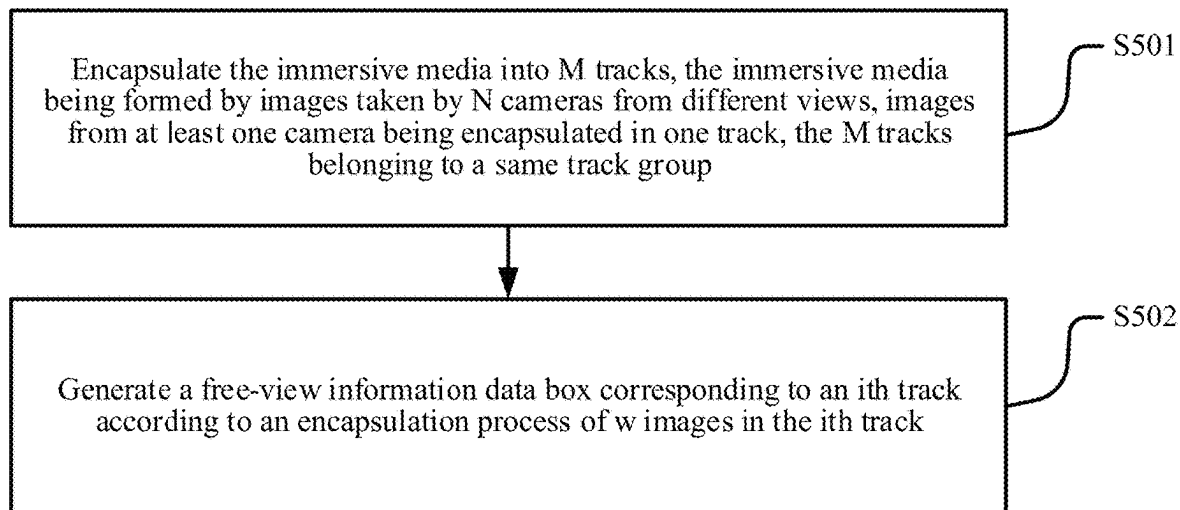 Encapsulate the immersive media into M tracks, the immersive media
being formed by images taken by N cameras from different views, images
from at least one camera being encapsulated in one track, the M tracks
belonging to a same track group
S501
Generate a free-view information data box corresponding to an ith track
according to an encapsulation process of w images in the ith track
S502